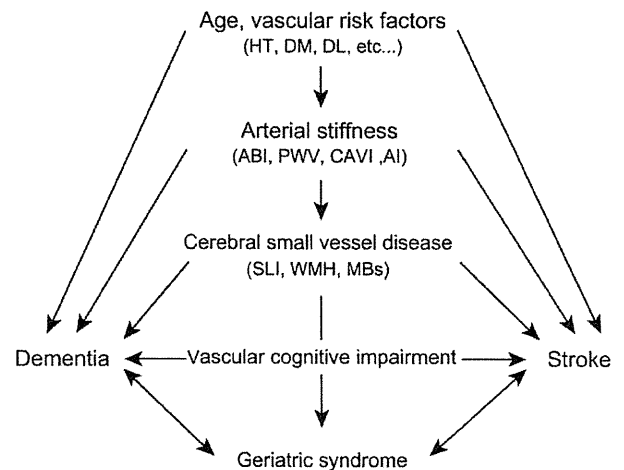 Age, vascular risk factors
(HT, DM, DL, etc...)
Arterial stiffness
(ABI, PWV, CAVI ,AI)
Cerebral small vessel disease
(SLI, WMH, MBs)
Dementia Vascular cognitive impairment Stroke
Geriatric syndrome